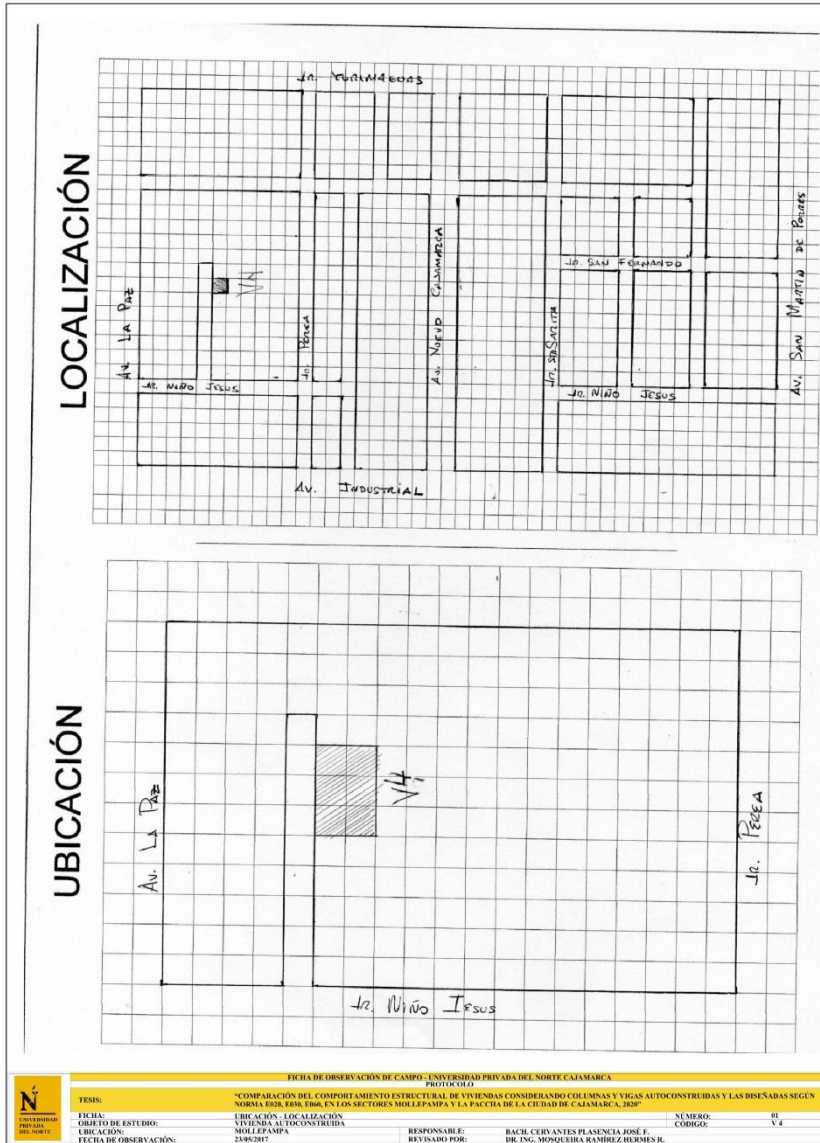 LOCALIZACIÓN
Jr. YURIMAGUAS
AV. LA PAZ
V4
Jr. PEREA
AV. NUEVO CAJAMARCA
Jr. SAN FERNANDO
AV. SAN MARTIN DE PORRES
Jr. NIÑO JESUS
Jr. NIÑO JESUS
AV. INDUSTRIAL
UBICACIÓN
AV. LA PAZ
V4
Jr. PEREA
Jr. NIÑO JESUS
FICHA DE OBSERVACIÓN DE CAMPO - UNIVERSIDAD PRIVADA DEL NORTE CAJAMARCA
PROTOCOLO
N
UNIVERSIDAD
PRIVADA
DEL NORTE
TESIS: "COMPARACIÓN DEL COMPORTAMIENTO ESTRUCTURAL DE VIVIENDAS CONSIDERANDO COLUMNAS Y VIGAS AUTOCONSTRUIDAS Y LAS DISEÑADAS SEGÚN
NORMA E020, E030, E060, EN LOS SECTORES MOLLEPAMPA Y LA PACCHA DE LA CIUDAD DE CAJAMARCA, 2020"
FICHA: UBICACIÓN - LOCALIZACIÓN NÚMERO: 01
OBJETO DE ESTUDIO: VIVIENDA AUTOCONSTRUIDA CÓDIGO: V 4
UBICACIÓN: MOLLEPAMPA RESPONSABLE: BACH. CERVANTES PLASENCIA JOSÉ F.
FECHA DE OBSERVACIÓN: 23/05/2017 REVISADO POR: DR. ING. MOSQUEIRA RAMÍREZ HERMES R.